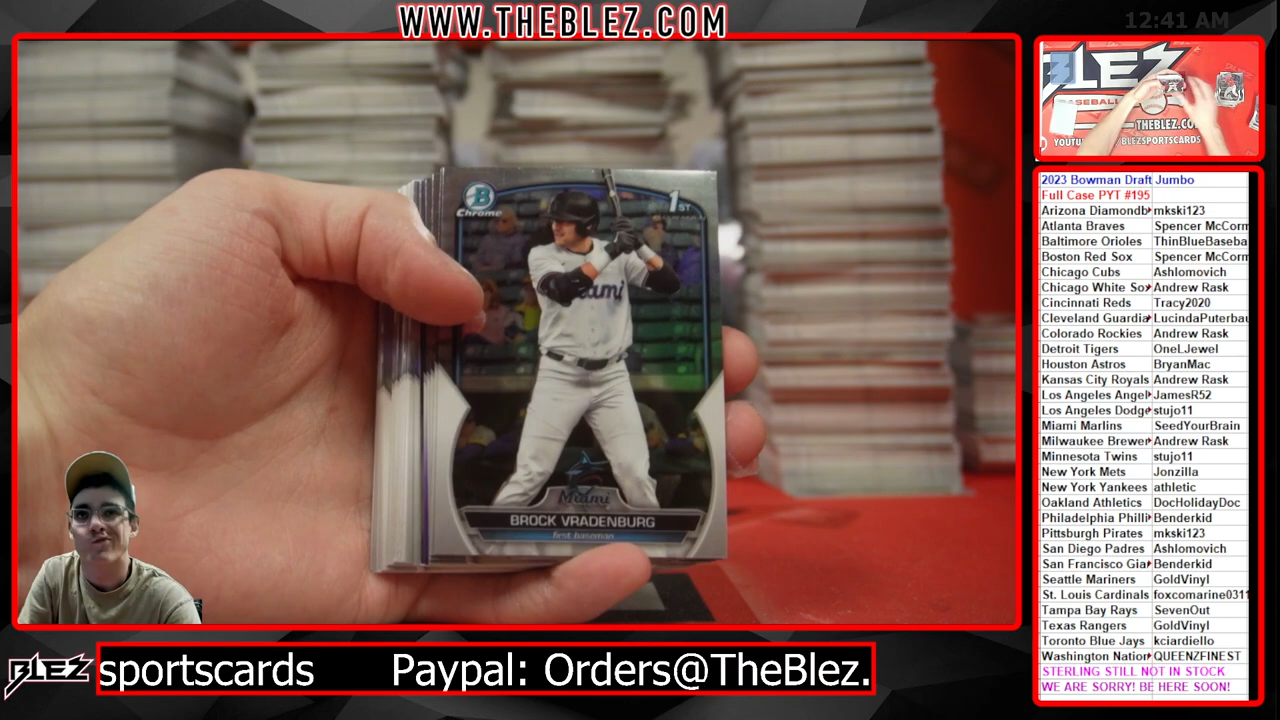 WWW.THEBLEZ.COM
12:41 AM
B
Chrome
1ST
Miami
BROCK VRADENBURG
first baseman
BLEZ
BASEBALL
THEBLEZ.CO
YOUTU
/BLEZSPORTSCARDS
2023 Bowman Draft Jumbo
Full Case PYT #195
Arizona Diamondb mkski123
Atlanta Braves Spencer McCorm
Baltimore Orioles ThinBlueBaseba
Boston Red Sox Spencer McCorm
Chicago Cubs Ashlomovich
Chicago White Sox Andrew Rask
Cincinnati Reds Tracy2020
Cleveland Guardia LucindaPuterbau
Colorado Rockies Andrew Rask
Detroit Tigers OneLJewel
Houston Astros BryanMac
Kansas City Royals Andrew Rask
Los Angeles Angel JamesR52
Los Angeles Dodge stujo11
Miami Marlins SeedYourBrain
Milwaukee Brewer Andrew Rask
Minnesota Twins stujo11
New York Mets Jonzilla
New York Yankees athletic
Oakland Athletics DocHolidayDoc
Philadelphia Philli Benderkid
Pittsburgh Pirates mkski123
San Diego Padres Ashlomovich
San Francisco Gia Benderkid
Seattle Mariners GoldVinyl
St. Louis Cardinals foxcomarine0311
Tampa Bay Rays SevenOut
Texas Rangers GoldVinyl
Toronto Blue Jays kciardiello
Washington Nation QUEENZFINEST
STERLING STILL NOT IN STOCK
WE ARE SORRY! BE HERE SOON!
BLEZ sportscards Paypal: Orders@TheBlez.